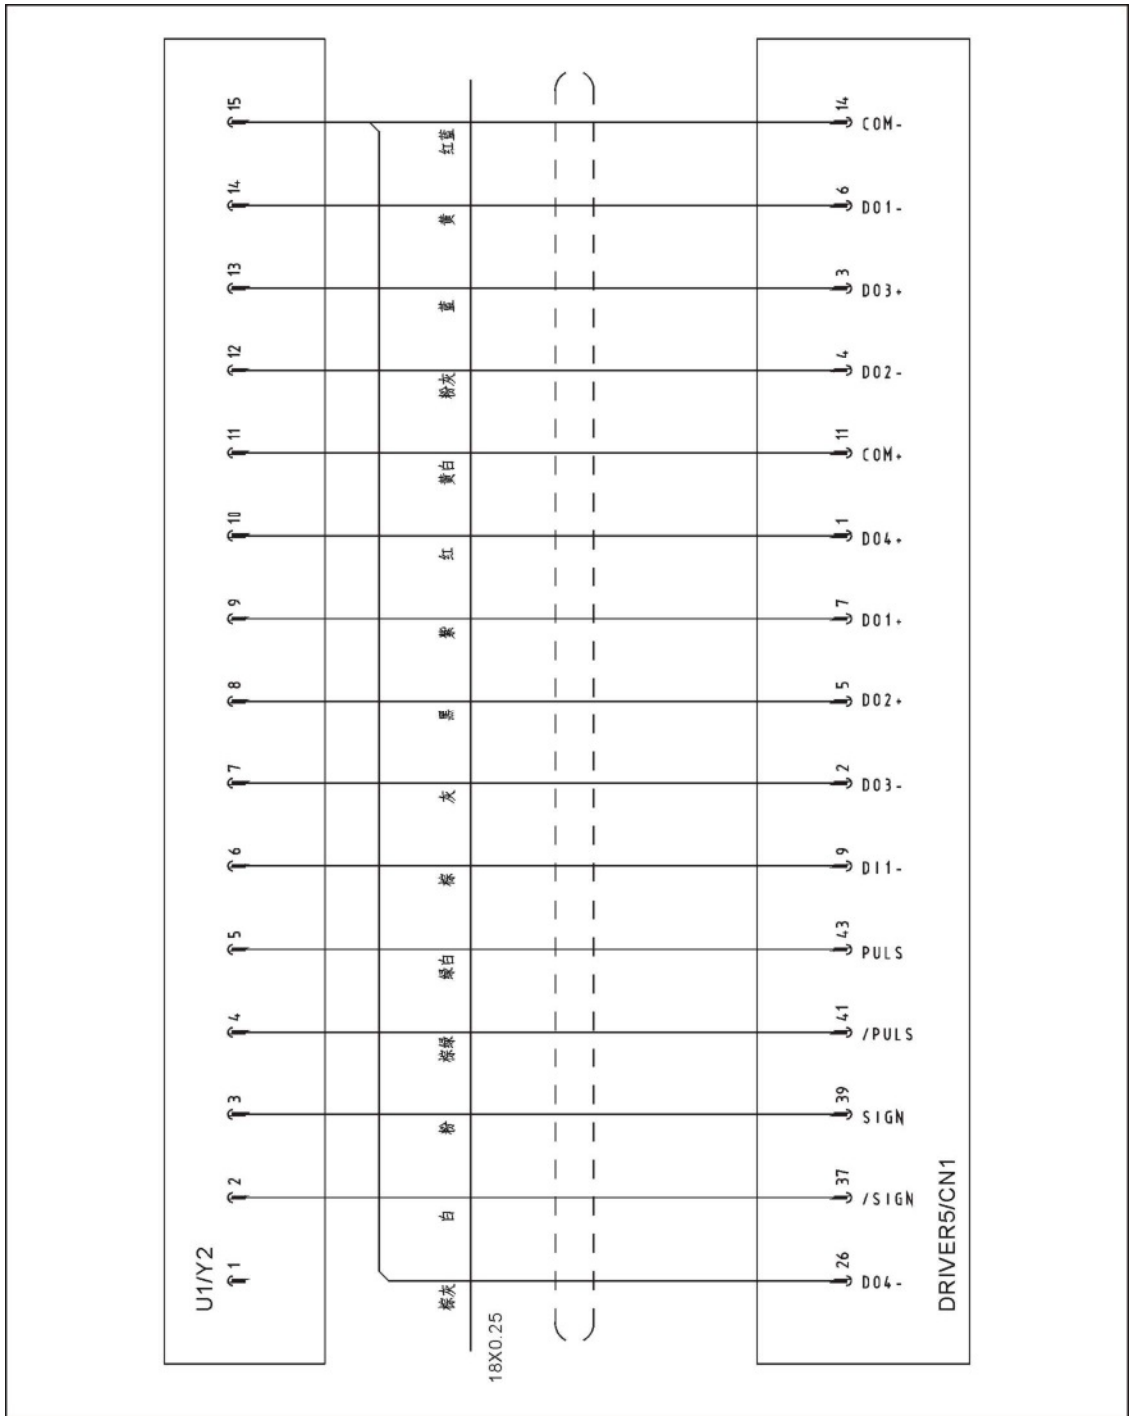 15 红蓝 14 COM-
14 黄 6 DO1-
13 蓝 3 DO3+
12 粉灰 4 DO2-
11 黄白 11 COM+
10 红 1 DO4+
9 紫 7 DO1+
8 黑 5 DO2+
7 灰 2 DO3-
6 棕 9 DI1-
5 绿白 43 PULS
4 棕绿 41 /PULS
3 粉 39 SIGN
2 白 37 /SIGN
1 棕灰 26 DO4-
U1/Y2
18X0.25
DRIVER5/CN1